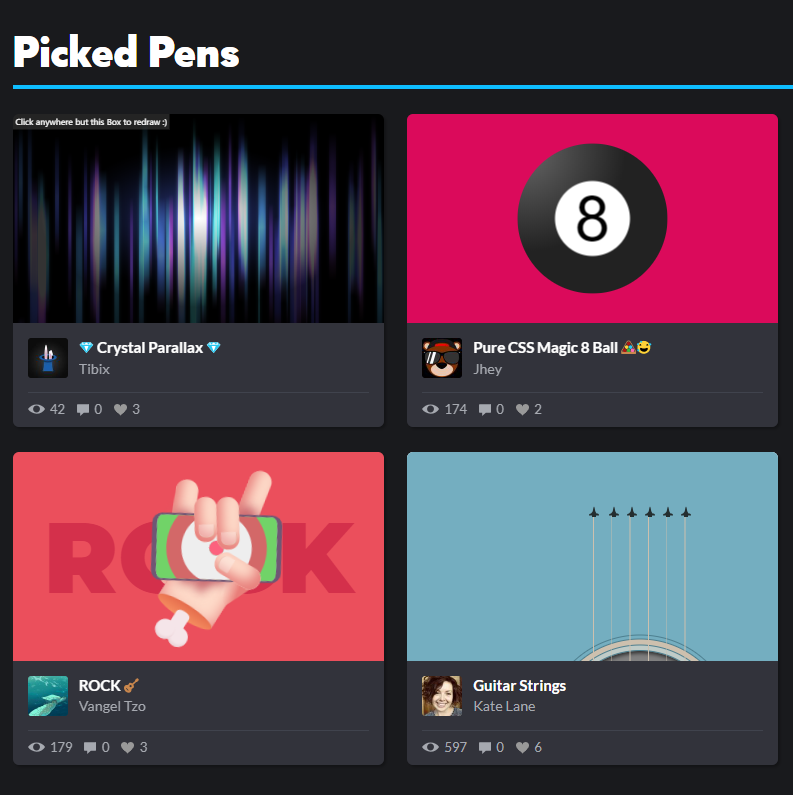 Picked Pens
Click anywhere but this Box to redraw :)
8
💎 Crystal Parallax 💎
Tibix
42 0 3
Pure CSS Magic 8 Ball 🎱😅
Jhey
174 0 2
ROCK
ROCK 🎸
Vangel Tzo
179 0 3
Guitar Strings
Kate Lane
597 0 6